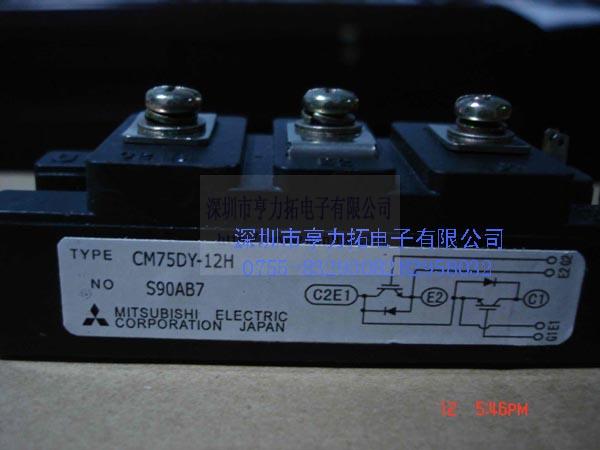 深圳市亨力拓电子有限公司
深圳市亨力拓电子有限公司
TYPE CM75DY-12H
NO S90AB7
MITSUBISHI ELECTRIC
CORPORATION JAPAN
C2E1
E2
C1
E2G2
G1E1
12 5:46PM